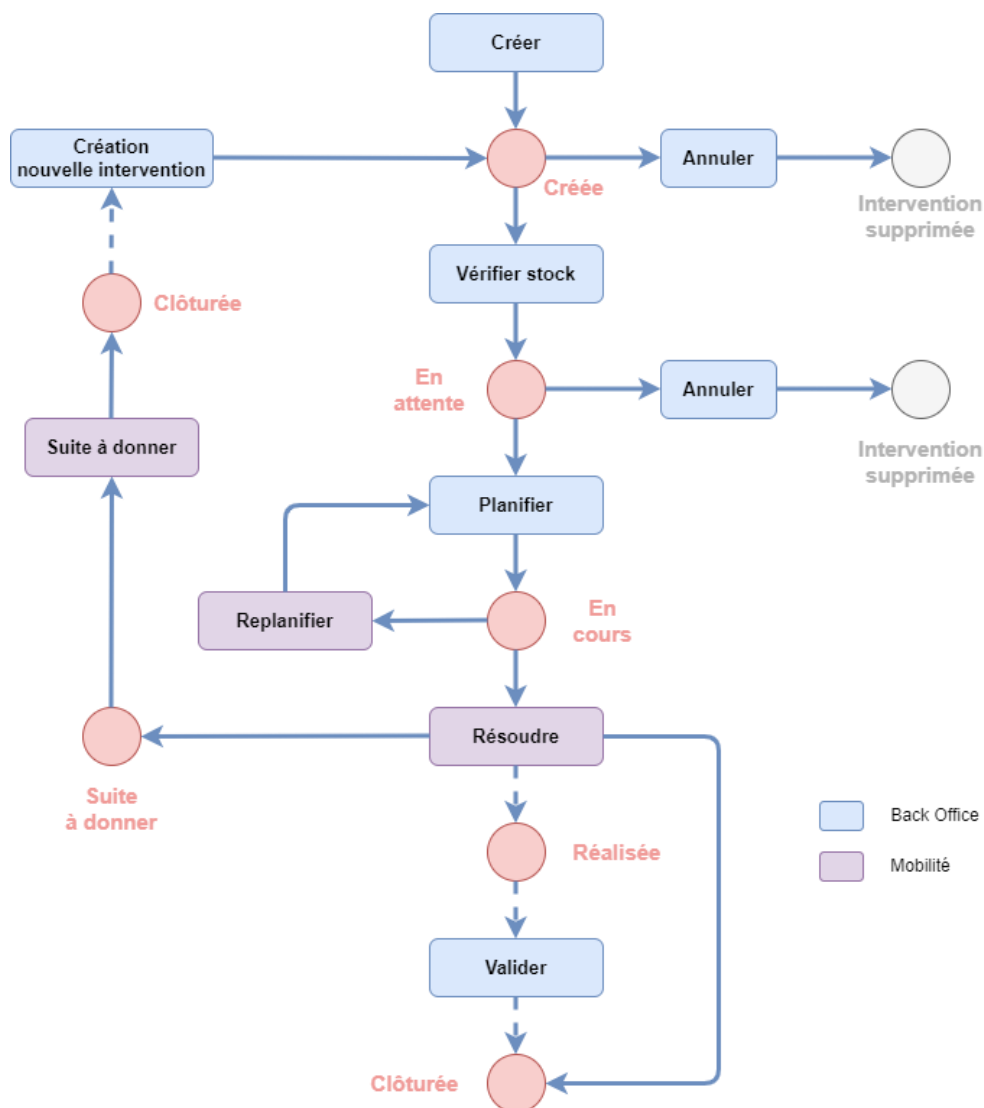 Créer
Création
nouvelle intervention
Annuler
Créée
Intervention
supprimée
Vérifier stock
Clôturée
En
attente
Annuler
Suite à donner
Intervention
supprimée
Planifier
Replanifier
En
cours
Résoudre
Suite
à donner
Back Office
Réalisée
Mobilité
Valider
Clôturée